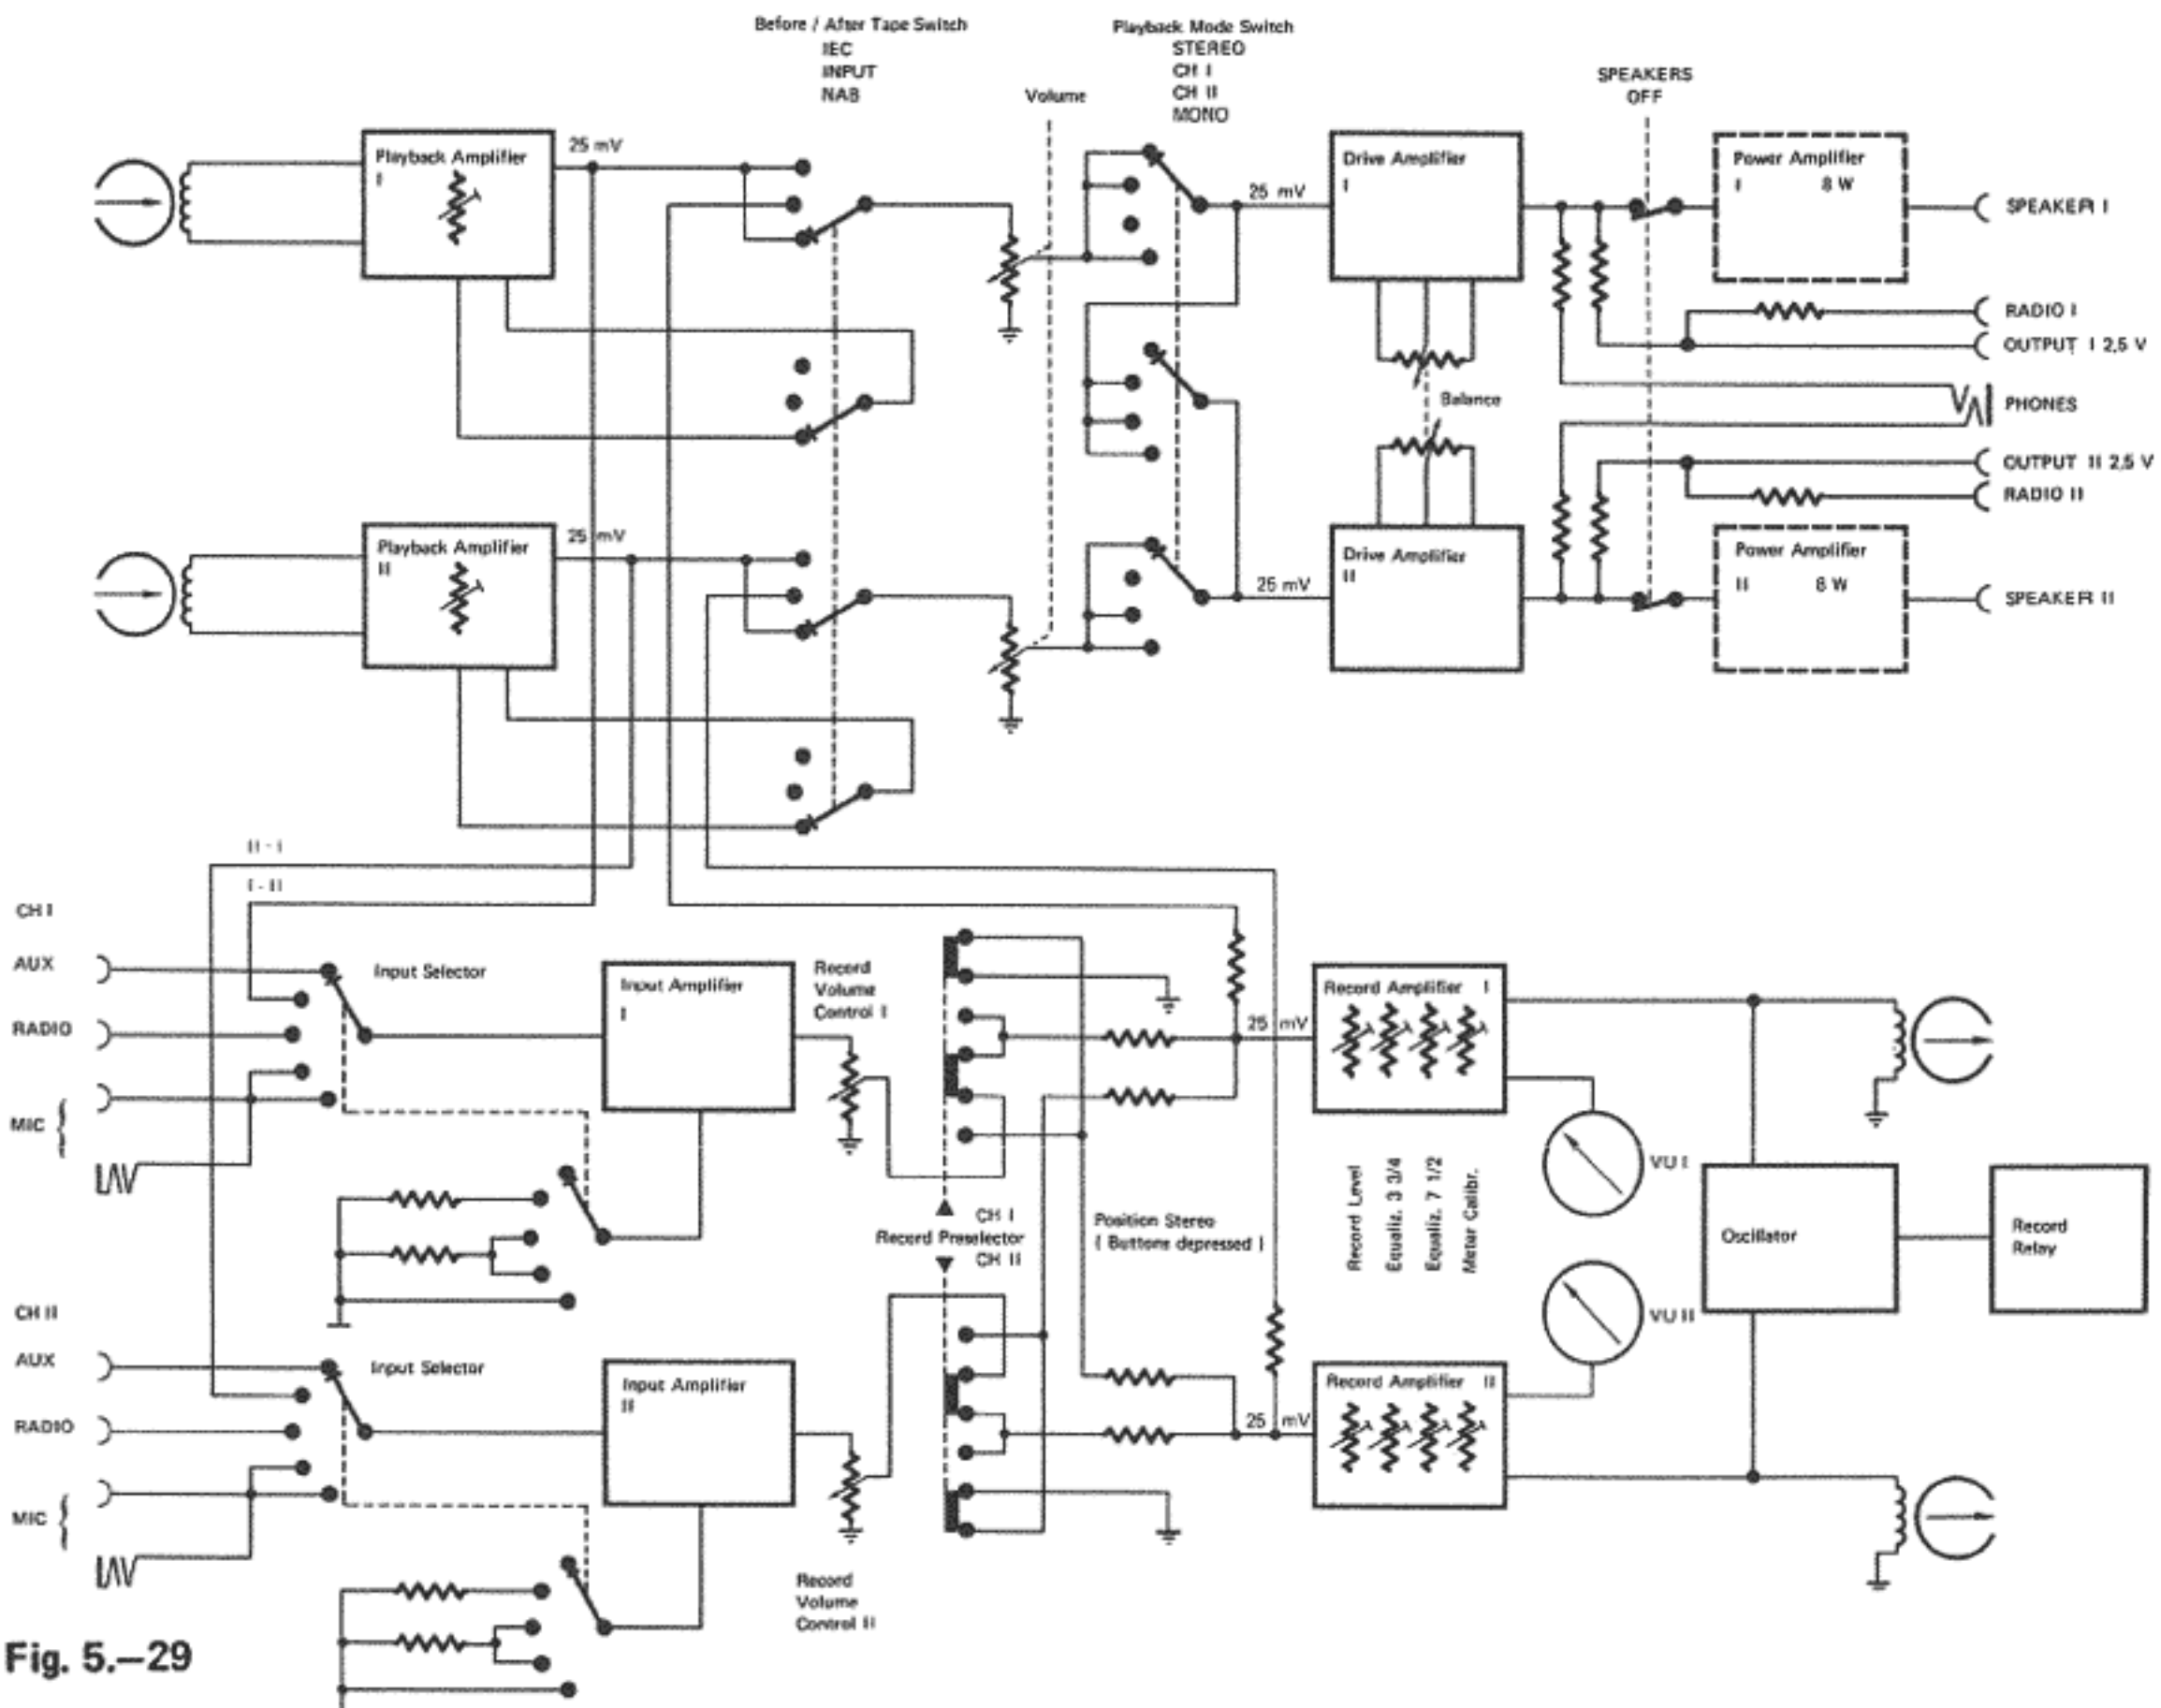 Before / After Tape Switch
IEC
INPUT
NAB
Volume
Playback Mode Switch
STEREO
CH I
CH II
MONO
SPEAKERS
OFF
Playback Amplifier
I
25 mV
25 mV
Drive Amplifier
I
Power Amplifier
I 8 W
SPEAKER I
RADIO I
OUTPUT I 2,5 V
Balance
PHONES
OUTPUT II 2,5 V
RADIO II
Playback Amplifier
II
25 mV
25 mV
Drive Amplifier
II
Power Amplifier
II 8 W
SPEAKER II
II - I
I - II
CH I
AUX
Input Selector
RADIO
MIC
Input Amplifier
I
Record
Volume
Control I
25 mV
Record Amplifier I
Record Level
Equaliz. 3 3/4
Equaliz. 7 1/2
Meter Calibr.
VU I
CH I
Record Preselector
CH II
Position Stereo
( Buttons depressed )
Oscillator
Record
Relay
VU II
CH II
AUX
Input Selector
RADIO
MIC
Input Amplifier
II
25 mV
Record Amplifier II
Record
Volume
Control II
Fig. 5.—29